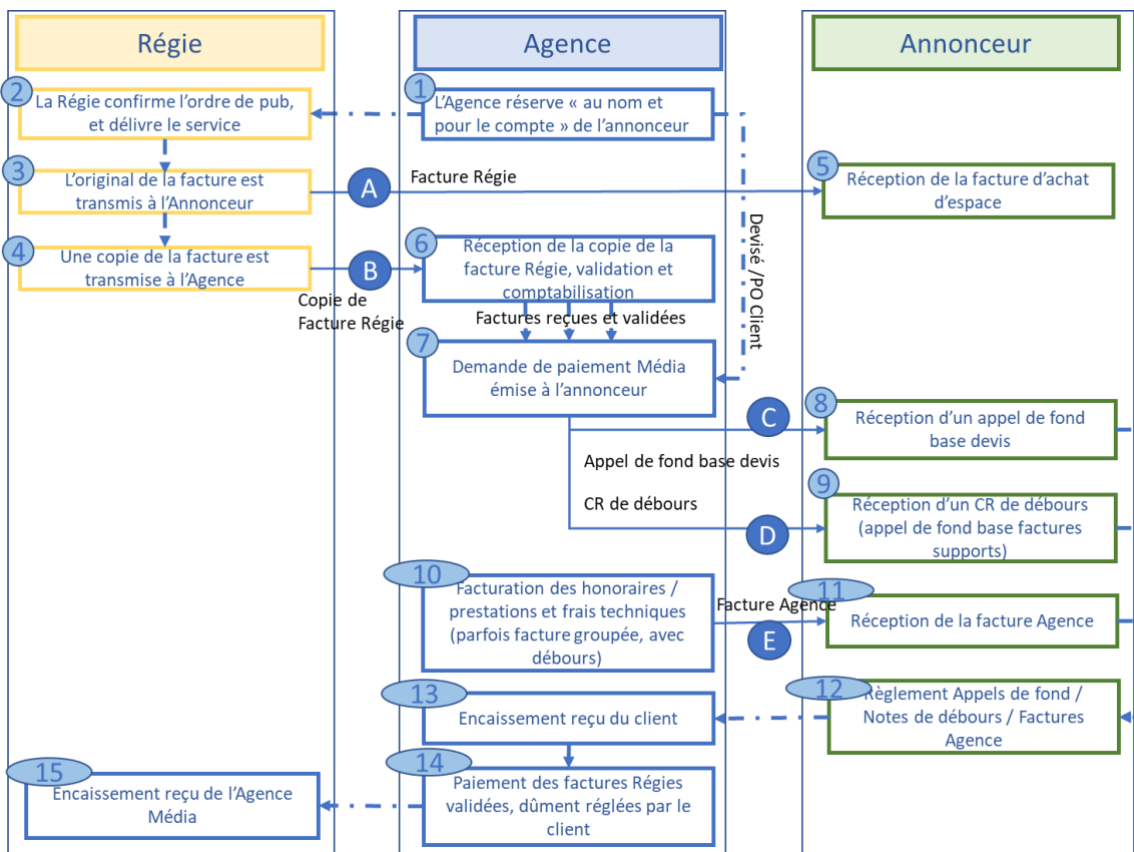 Régie
Agence
Annonceur
1
L'Agence réserve « au nom et
pour le compte » de l'annonceur
2
La Régie confirme l'ordre de pub,
et délivre le service
3
L'original de la facture est
transmis à l'Annonceur
A
Facture Régie
5
Réception de la facture d'achat
d'espace
4
Une copie de la facture est
transmise à l'Agence
B
Copie de
Facture Régie
6
Réception de la copie de la
facture Régie, validation et
comptabilisation
Devisé /PO Client
Factures reçues et validées
7
Demande de paiement Média
émise à l'annonceur
C
Appel de fond base devis
8
Réception d'un appel de fond
base devis
CR de débours
D
9
Réception d'un CR de débours
(appel de fond base factures
supports)
10
Facturation des honoraires /
prestations et frais techniques
(parfois facture groupée, avec
débours)
Facture Agence
E
11
Réception de la facture Agence
12
Règlement Appels de fond /
Notes de débours / Factures
Agence
13
Encaissement reçu du client
14
Paiement des factures Régies
validées, dûment réglées par le
client
15
Encaissement reçu de l'Agence
Média